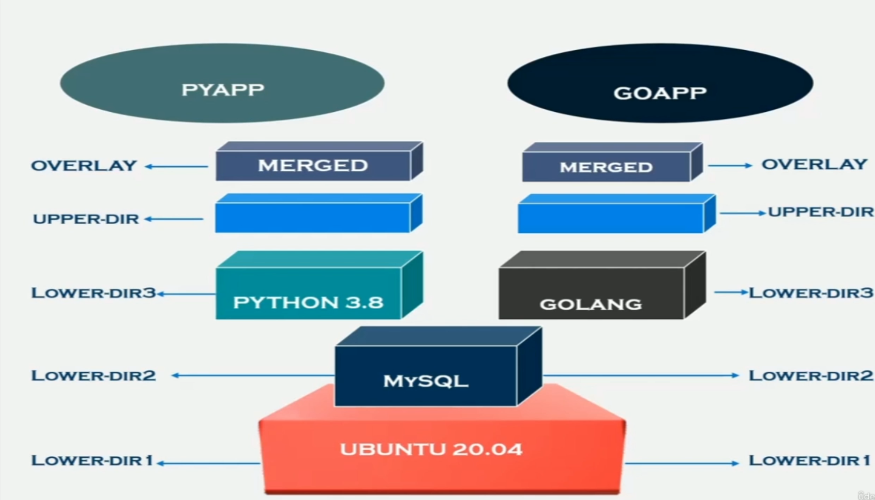 PYAPP GOAPP
OVERLAY MERGED MERGED OVERLAY
UPPER-DIR UPPER-DIR
LOWER-DIR3 PYTHON 3.8 GOLANG LOWER-DIR3
LOWER-DIR2 MYSQL LOWER-DIR2
LOWER-DIR1 UBUNTU 20.04 LOWER-DIR1